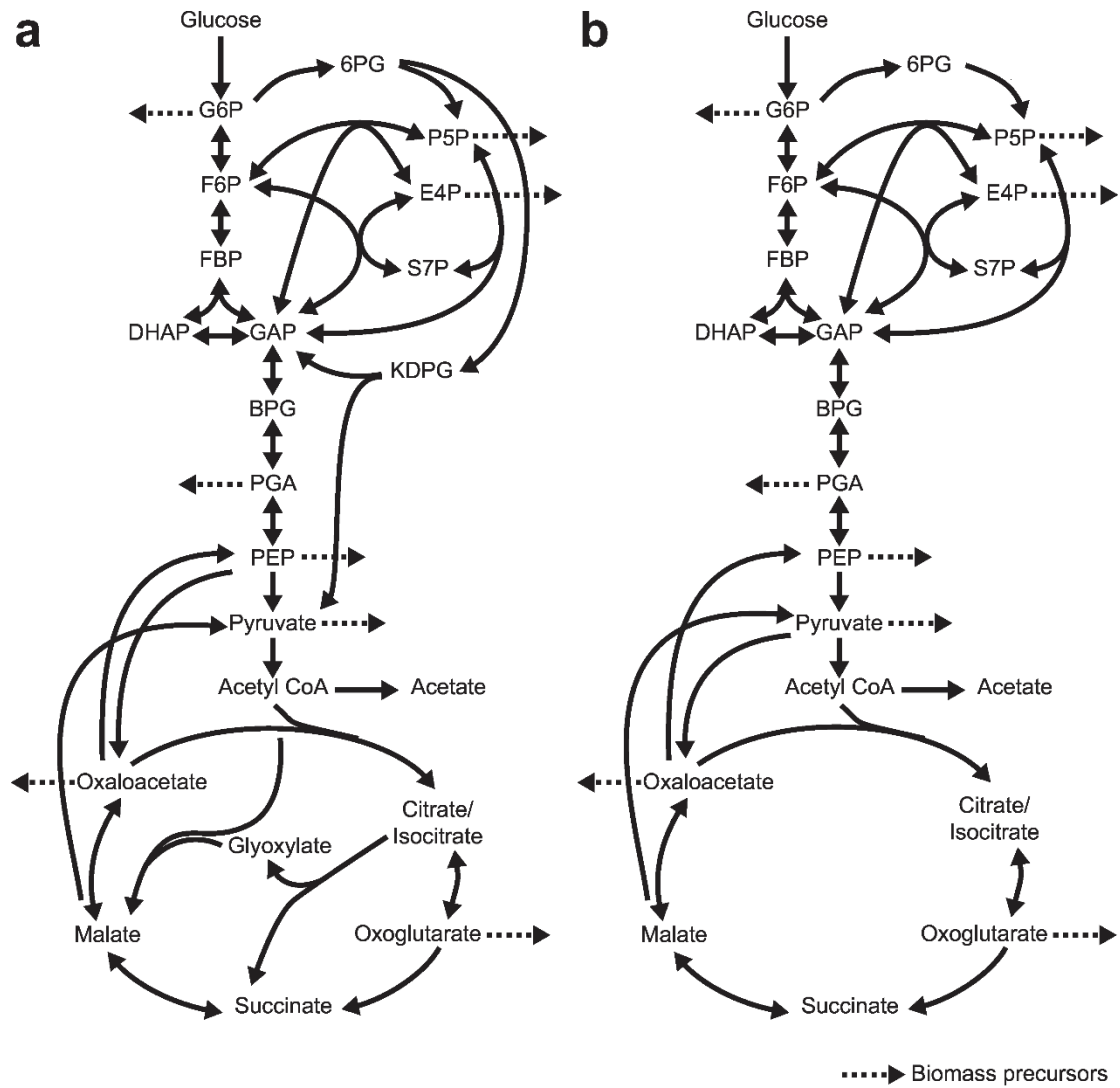 a
Glucose
6PG
G6P
P5P
F6P
E4P
FBP
S7P
DHAP
GAP
KDPG
BPG
PGA
PEP
Pyruvate
Acetyl CoA
Acetate
Oxaloacetate
Citrate/
Isocitrate
Glyoxylate
Malate
Oxoglutarate
Succinate
b
Glucose
6PG
G6P
P5P
F6P
E4P
FBP
S7P
DHAP
GAP
BPG
PGA
PEP
Pyruvate
Acetyl CoA
Acetate
Oxaloacetate
Citrate/
Isocitrate
Malate
Oxoglutarate
Succinate
Biomass precursors